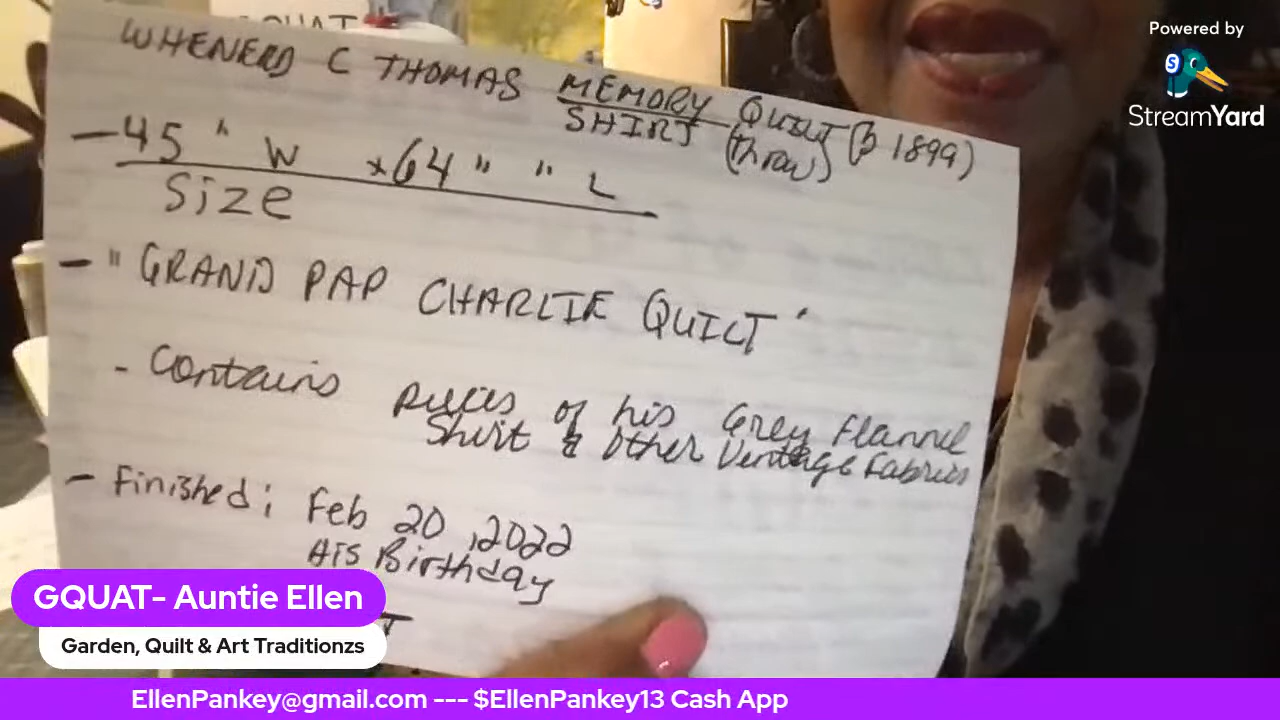 QUAT
WHENERD C THOMAS MEMORY QUILT (B 1899)
SHIRT (throw)
- 45 " W x 64 " " L
Size
- " GRAND PAP CHARLIE QUILT "
- Contains pieces of his Grey Flannel
Shirt & Other Vintage Fabrics
- Finished: Feb 20, 2022
His Birthday
Powered by
StreamYard
GQUAT- Auntie Ellen
Garden, Quilt & Art Traditionzs
EllenPankey@gmail.com --- $EllenPankey13 Cash App